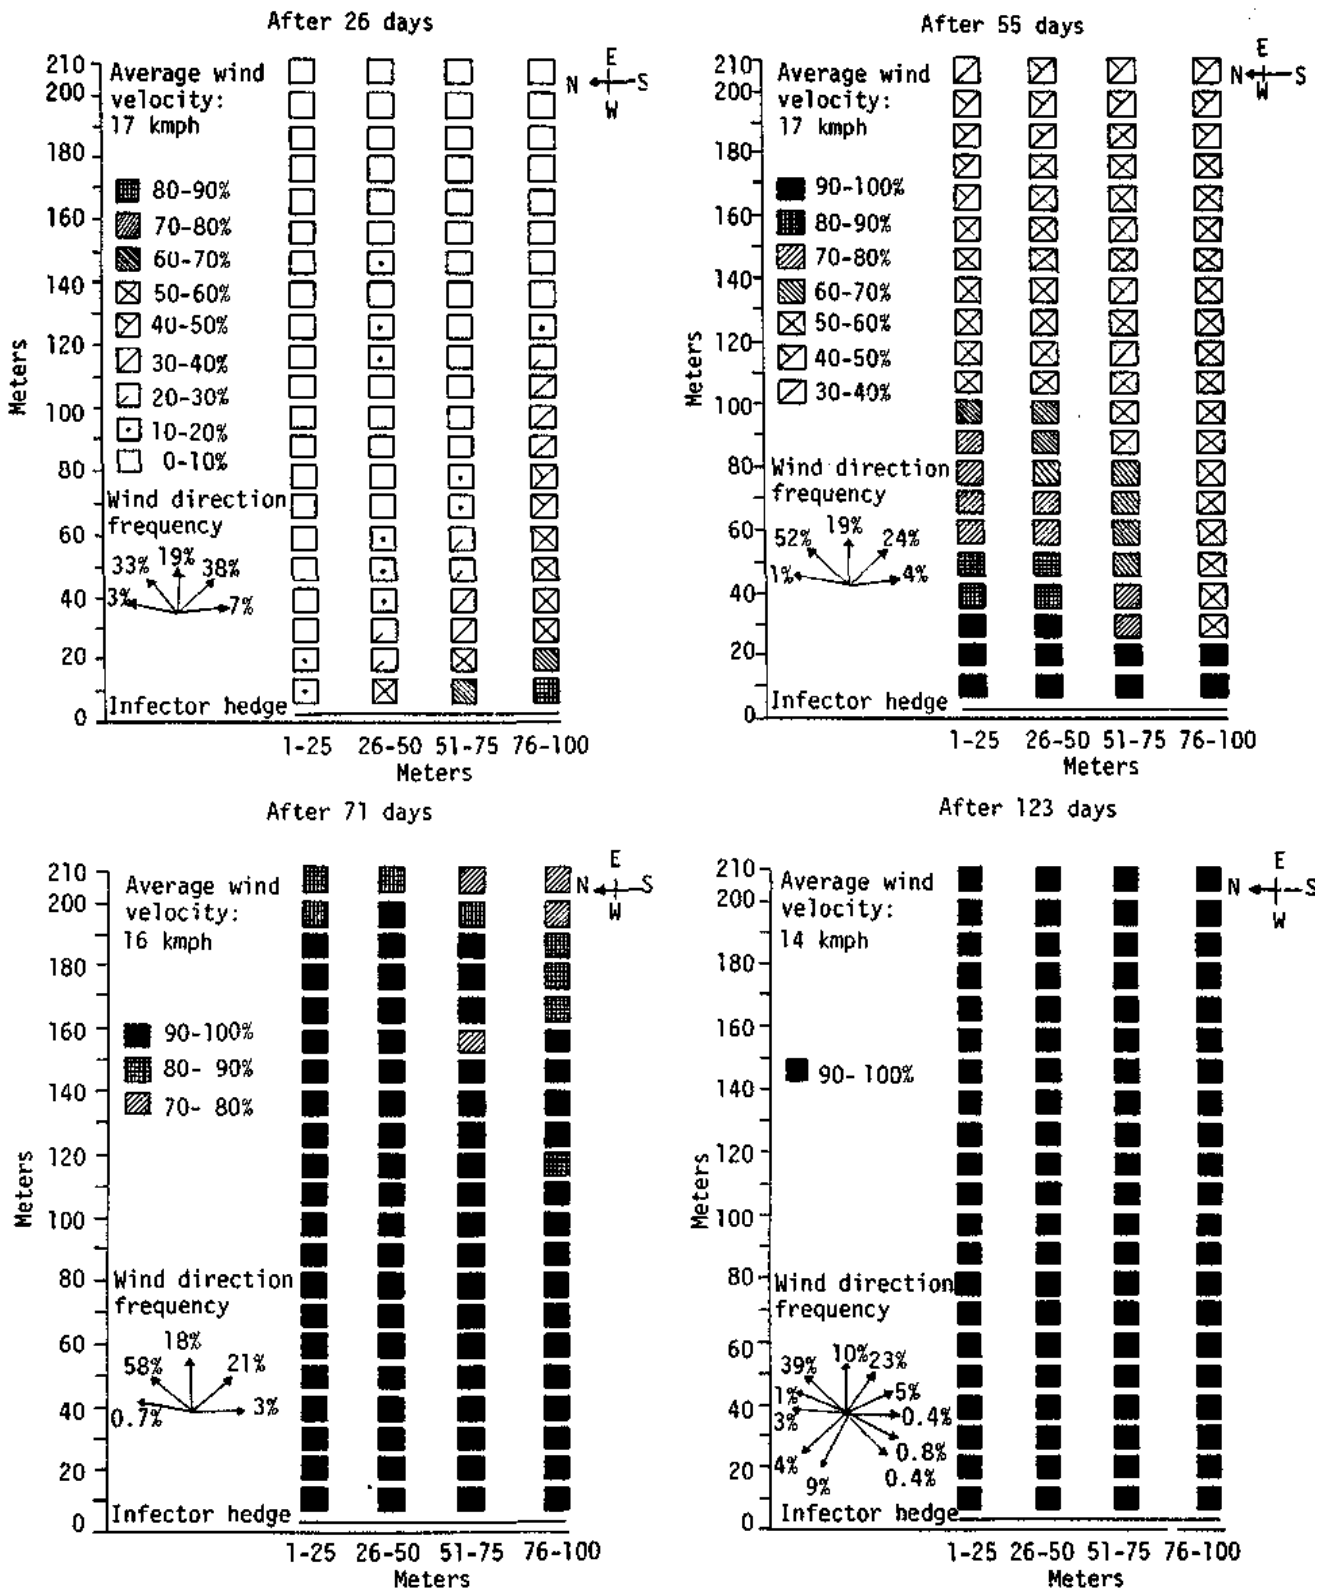 After 26 days
210
200
180
160
140
120
100
80
60
40
20
0
Meters
Average wind
velocity:
17 kmph
80-90%
70-80%
60-70%
50-60%
40-50%
30-40%
20-30%
10-20%
0-10%
Wind direction
frequency
33% 19% 38%
3% 7%
Infector hedge
E
N S
W
1-25 26-50 51-75 76-100
Meters
After 55 days
210
200
180
160
140
120
100
80
60
40
20
0
Meters
Average wind
velocity:
17 kmph
90-100%
80-90%
70-80%
60-70%
50-60%
40-50%
30-40%
Wind direction
frequency
52% 19% 24%
1% 4%
Infector hedge
E
N S
W
1-25 26-50 51-75 76-100
Meters
After 71 days
210
200
180
160
140
120
100
80
60
40
20
0
Meters
Average wind
velocity:
16 kmph
90-100%
80- 90%
70- 80%
Wind direction
frequency
18%
58% 21%
0.7% 3%
Infector hedge
E
N S
W
1-25 26-50 51-75 76-100
Meters
After 123 days
210
200
180
160
140
120
100
80
60
40
20
0
Meters
Average wind
velocity:
14 kmph
90- 100%
Wind direction
frequency
39% 10% 23%
1% 5%
3% 0.4%
4% 0.8%
9% 0.4%
Infector hedge
E
N S
W
1-25 26-50 51-75 76-100
Meters